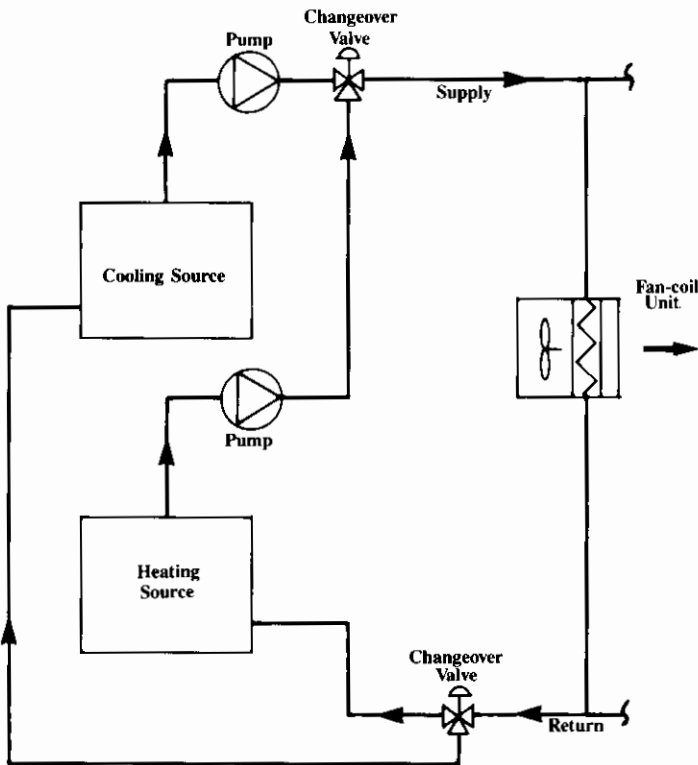 Changeover
Valve
Pump
Supply
Cooling Source
Fan-coil
Unit
Pump
Heating
Source
Changeover
Valve
Return